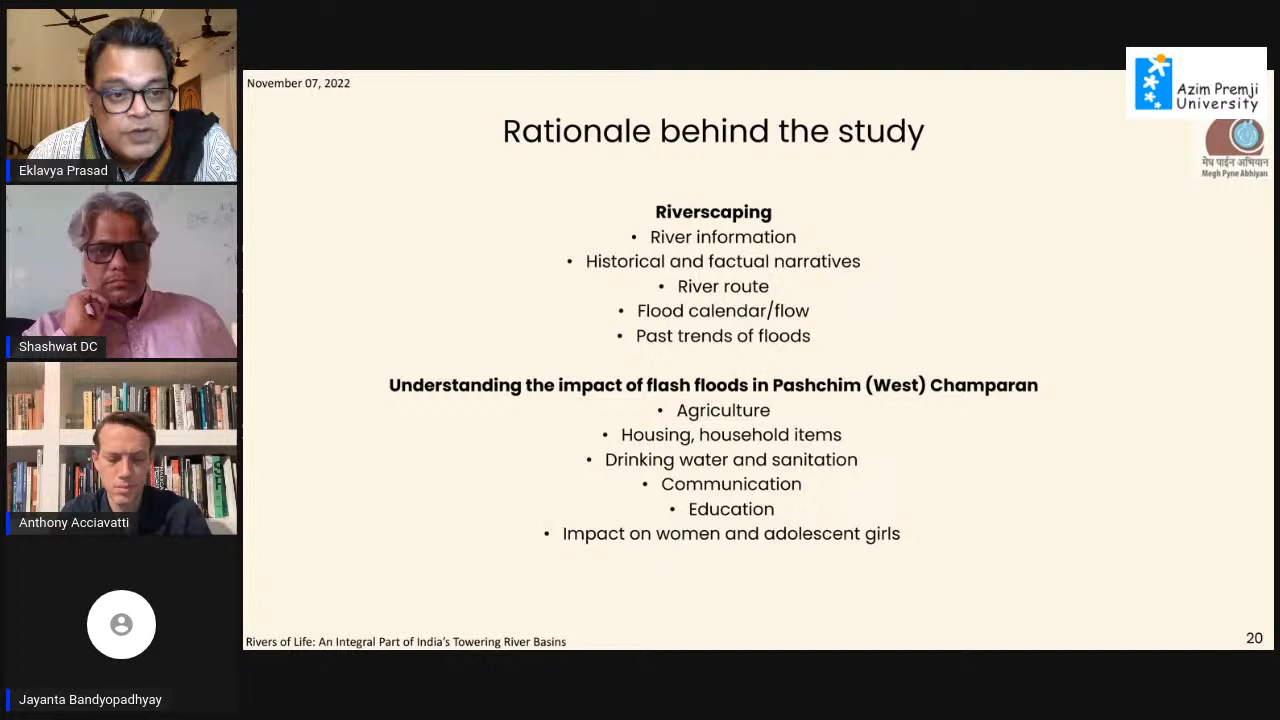 Eklavya Prasad
Shashwat DC
Anthony Acciavatti
Jayanta Bandyopadhyay
November 07, 2022
Azim Premji
University
मेघ पाईन अभियान
Megh Pyne Abhiyan
Rationale behind the study
Riverscaping
• River information
• Historical and factual narratives
• River route
• Flood calendar/flow
• Past trends of floods
Understanding the impact of flash floods in Pashchim (West) Champaran
• Agriculture
• Housing, household items
• Drinking water and sanitation
• Communication
• Education
• Impact on women and adolescent girls
Rivers of Life: An Integral Part of India's Towering River Basins
20